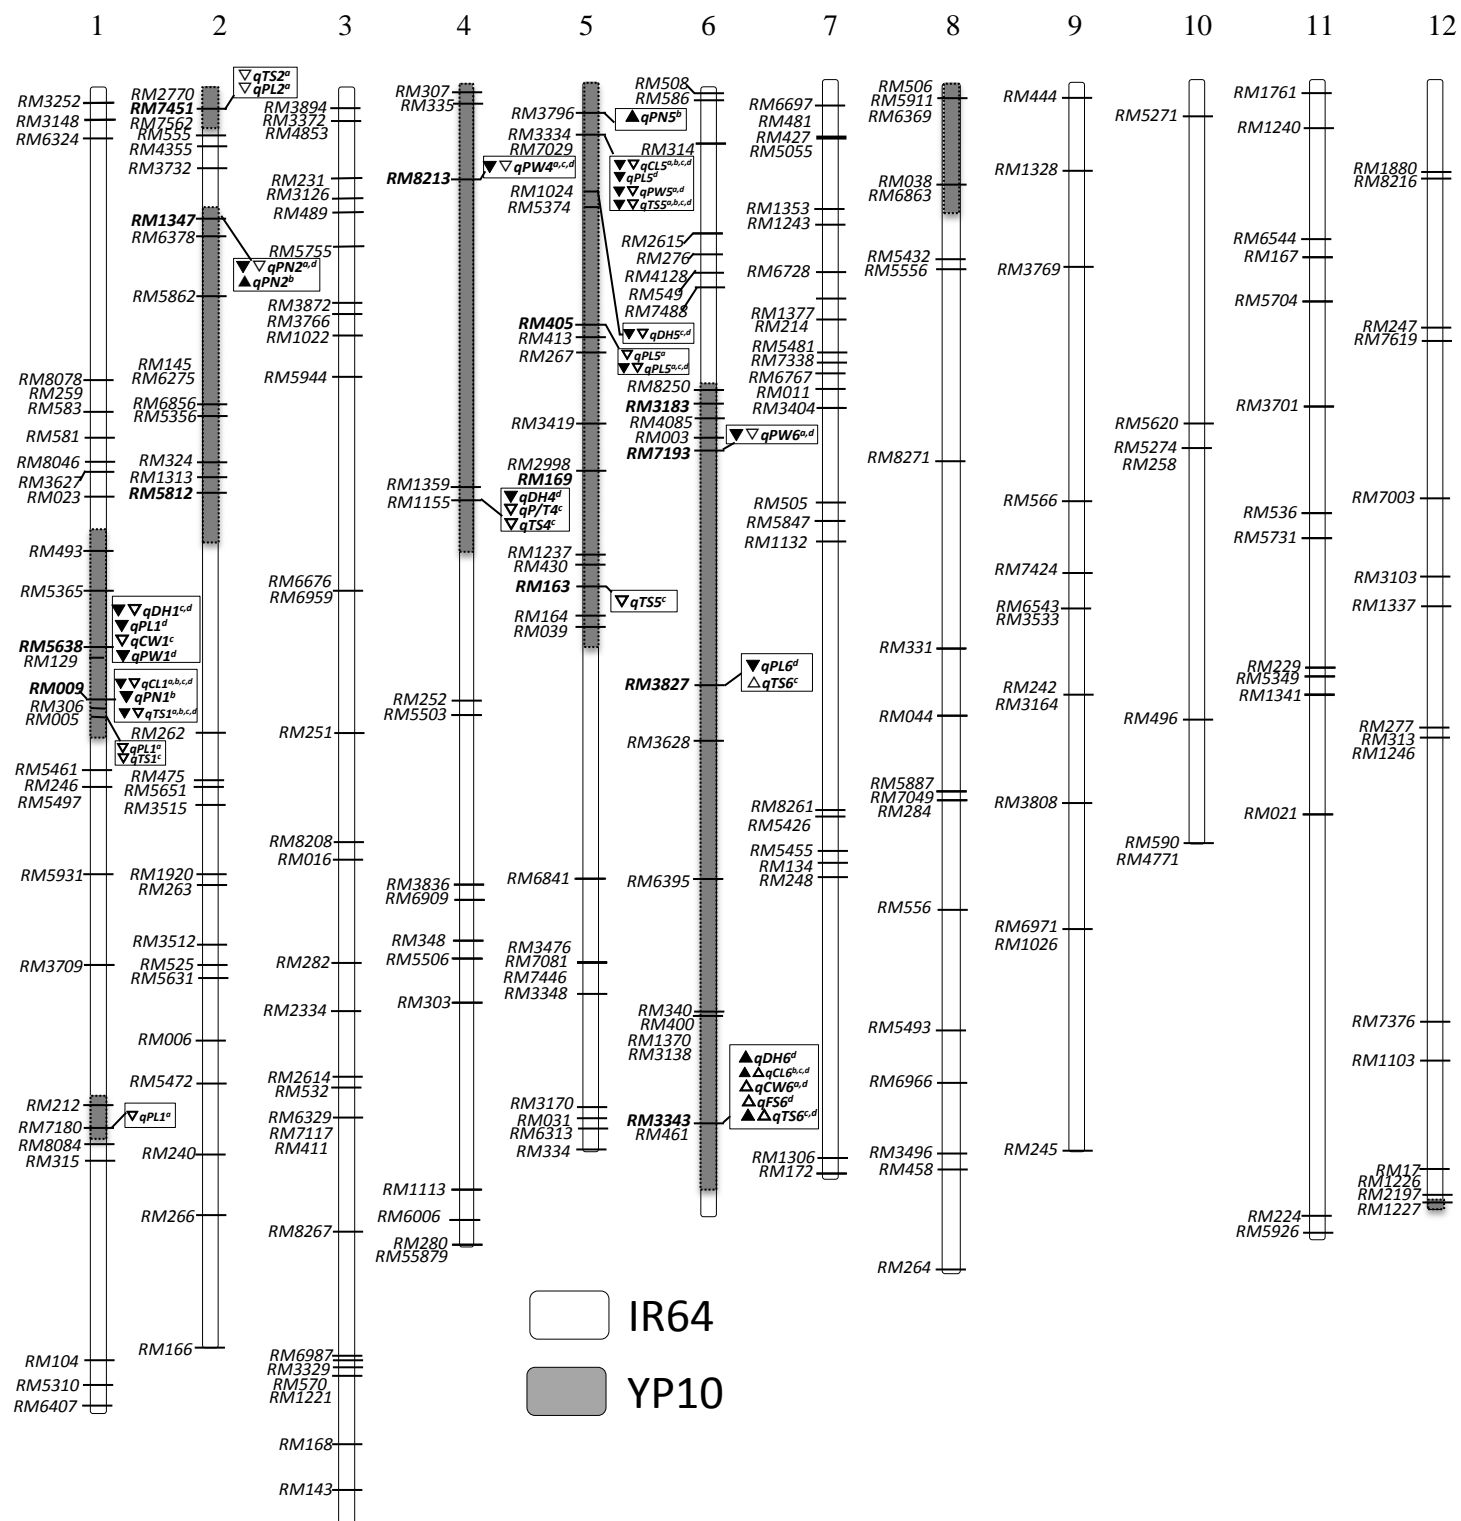 1 2 3 4 5 6 7 8 9 10 11 12
RM3252
RM3148
RM6324
RM8078
RM259
RM583
RM581
RM8046
RM3627
RM023
RM493
RM5365
RM5638
RM129
RM009
RM306
RM005
RM5461
RM246
RM5497
RM5931
RM3709
RM212
RM7180
RM8084
RM315
RM104
RM5310
RM6407
▼▽qDH1c,d
▼qPL1d
▽qCW1c
▼qPW1d
▼▽qCL1a,b,c,d
▼qPN1b
▼▽qTS1a,b,c,d
▽qPL1a
▽qTS1c
▽qPL1a
RM2770
RM7451
RM7562
RM555
RM4355
RM3732
RM1347
RM6378
RM5862
RM145
RM6275
RM6856
RM5356
RM324
RM1313
RM5812
RM262
RM475
RM5651
RM3515
RM1920
RM263
RM3512
RM525
RM5631
RM006
RM5472
RM240
RM266
RM166
▽qTS2a
▽qPL2a
▼▽qPN2a,d
▲qPN2b
RM3894
RM3372
RM4853
RM231
RM3126
RM489
RM5755
RM3872
RM3766
RM1022
RM5944
RM6676
RM6959
RM251
RM8208
RM016
RM282
RM2334
RM2614
RM532
RM6329
RM7117
RM411
RM8267
RM6987
RM3329
RM570
RM1221
RM168
RM143
RM307
RM335
RM8213
RM1359
RM1155
RM252
RM5503
RM3836
RM6909
RM348
RM5506
RM303
RM1113
RM6006
RM280
RM55879
▼▽qPW4a,c,d
▼qDH4d
▽qP/T4c
▽qTS4c
RM3796
RM3334
RM7029
RM1024
RM5374
RM405
RM413
RM267
RM3419
RM2998
RM169
RM1237
RM430
RM163
RM164
RM039
RM6841
RM3476
RM7081
RM7446
RM3348
RM3170
RM031
RM6313
RM334
▲qPN5b
▼▽qCL5a,b,c,d
▼qPL5d
▼▽qPW5a,d
▼▽qTS5a,b,c,d
▼▽qDH5c,d
▽qPL5a
▼▽qPL5a,c,d
▽qTS5c
RM508
RM586
RM314
RM2615
RM276
RM4128
RM549
RM7488
RM8250
RM3183
RM4085
RM003
RM7193
RM3827
RM3628
RM6395
RM340
RM400
RM1370
RM3138
RM3343
RM461
▼▽qPW6a,d
▼qPL6d
△qTS6c
▲qDH6d
▲△qCL6b,c,d
△qCW6a,d
△qFS6d
▲△qTS6c,d
RM6697
RM481
RM427
RM5055
RM1353
RM1243
RM6728
RM1377
RM214
RM5481
RM7338
RM6767
RM011
RM3404
RM505
RM5847
RM1132
RM8261
RM5426
RM5455
RM134
RM248
RM1306
RM172
RM506
RM5911
RM6369
RM038
RM6863
RM5432
RM5556
RM8271
RM331
RM044
RM5887
RM7049
RM284
RM556
RM5493
RM6966
RM3496
RM458
RM264
RM444
RM1328
RM3769
RM566
RM7424
RM6543
RM3533
RM242
RM3164
RM3808
RM6971
RM1026
RM245
RM5271
RM5620
RM5274
RM258
RM496
RM590
RM4771
RM1761
RM1240
RM6544
RM167
RM5704
RM3701
RM536
RM5731
RM229
RM5349
RM1341
RM021
RM224
RM5926
RM1880
RM8216
RM247
RM7619
RM7003
RM3103
RM1337
RM277
RM313
RM1246
RM7376
RM1103
RM17
RM1226
RM2197
RM1227
IR64
YP10